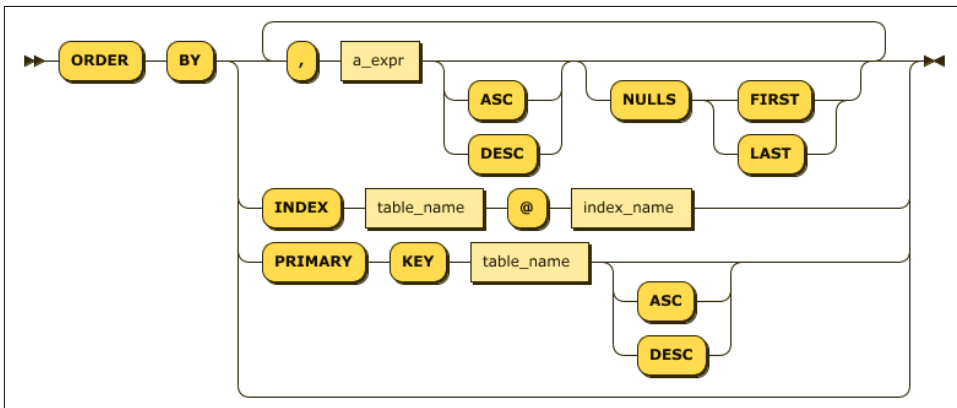 ORDER BY , a_expr
ASC NULLS FIRST
DESC LAST
INDEX table_name @ index_name
PRIMARY KEY table_name
ASC
DESC